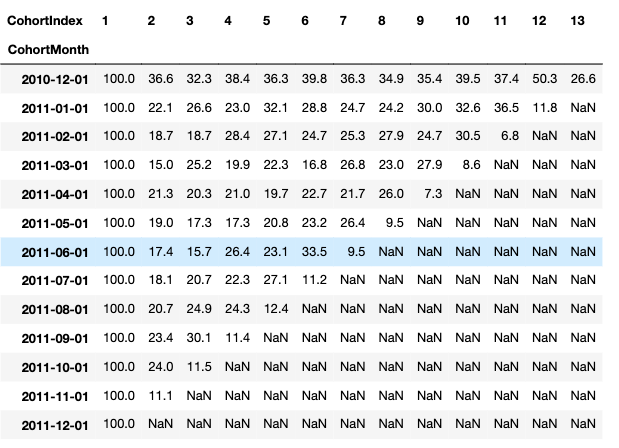 CohortIndex 1 2 3 4 5 6 7 8 9 10 11 12 13
CohortMonth
2010-12-01 100.0 36.6 32.3 38.4 36.3 39.8 36.3 34.9 35.4 39.5 37.4 50.3 26.6
2011-01-01 100.0 22.1 26.6 23.0 32.1 28.8 24.7 24.2 30.0 32.6 36.5 11.8 NaN
2011-02-01 100.0 18.7 18.7 28.4 27.1 24.7 25.3 27.9 24.7 30.5 6.8 NaN NaN
2011-03-01 100.0 15.0 25.2 19.9 22.3 16.8 26.8 23.0 27.9 8.6 NaN NaN NaN
2011-04-01 100.0 21.3 20.3 21.0 19.7 22.7 21.7 26.0 7.3 NaN NaN NaN NaN
2011-05-01 100.0 19.0 17.3 17.3 20.8 23.2 26.4 9.5 NaN NaN NaN NaN NaN
2011-06-01 100.0 17.4 15.7 26.4 23.1 33.5 9.5 NaN NaN NaN NaN NaN NaN
2011-07-01 100.0 18.1 20.7 22.3 27.1 11.2 NaN NaN NaN NaN NaN NaN NaN
2011-08-01 100.0 20.7 24.9 24.3 12.4 NaN NaN NaN NaN NaN NaN NaN NaN
2011-09-01 100.0 23.4 30.1 11.4 NaN NaN NaN NaN NaN NaN NaN NaN NaN
2011-10-01 100.0 24.0 11.5 NaN NaN NaN NaN NaN NaN NaN NaN NaN NaN
2011-11-01 100.0 11.1 NaN NaN NaN NaN NaN NaN NaN NaN NaN NaN NaN
2011-12-01 100.0 NaN NaN NaN NaN NaN NaN NaN NaN NaN NaN NaN NaN